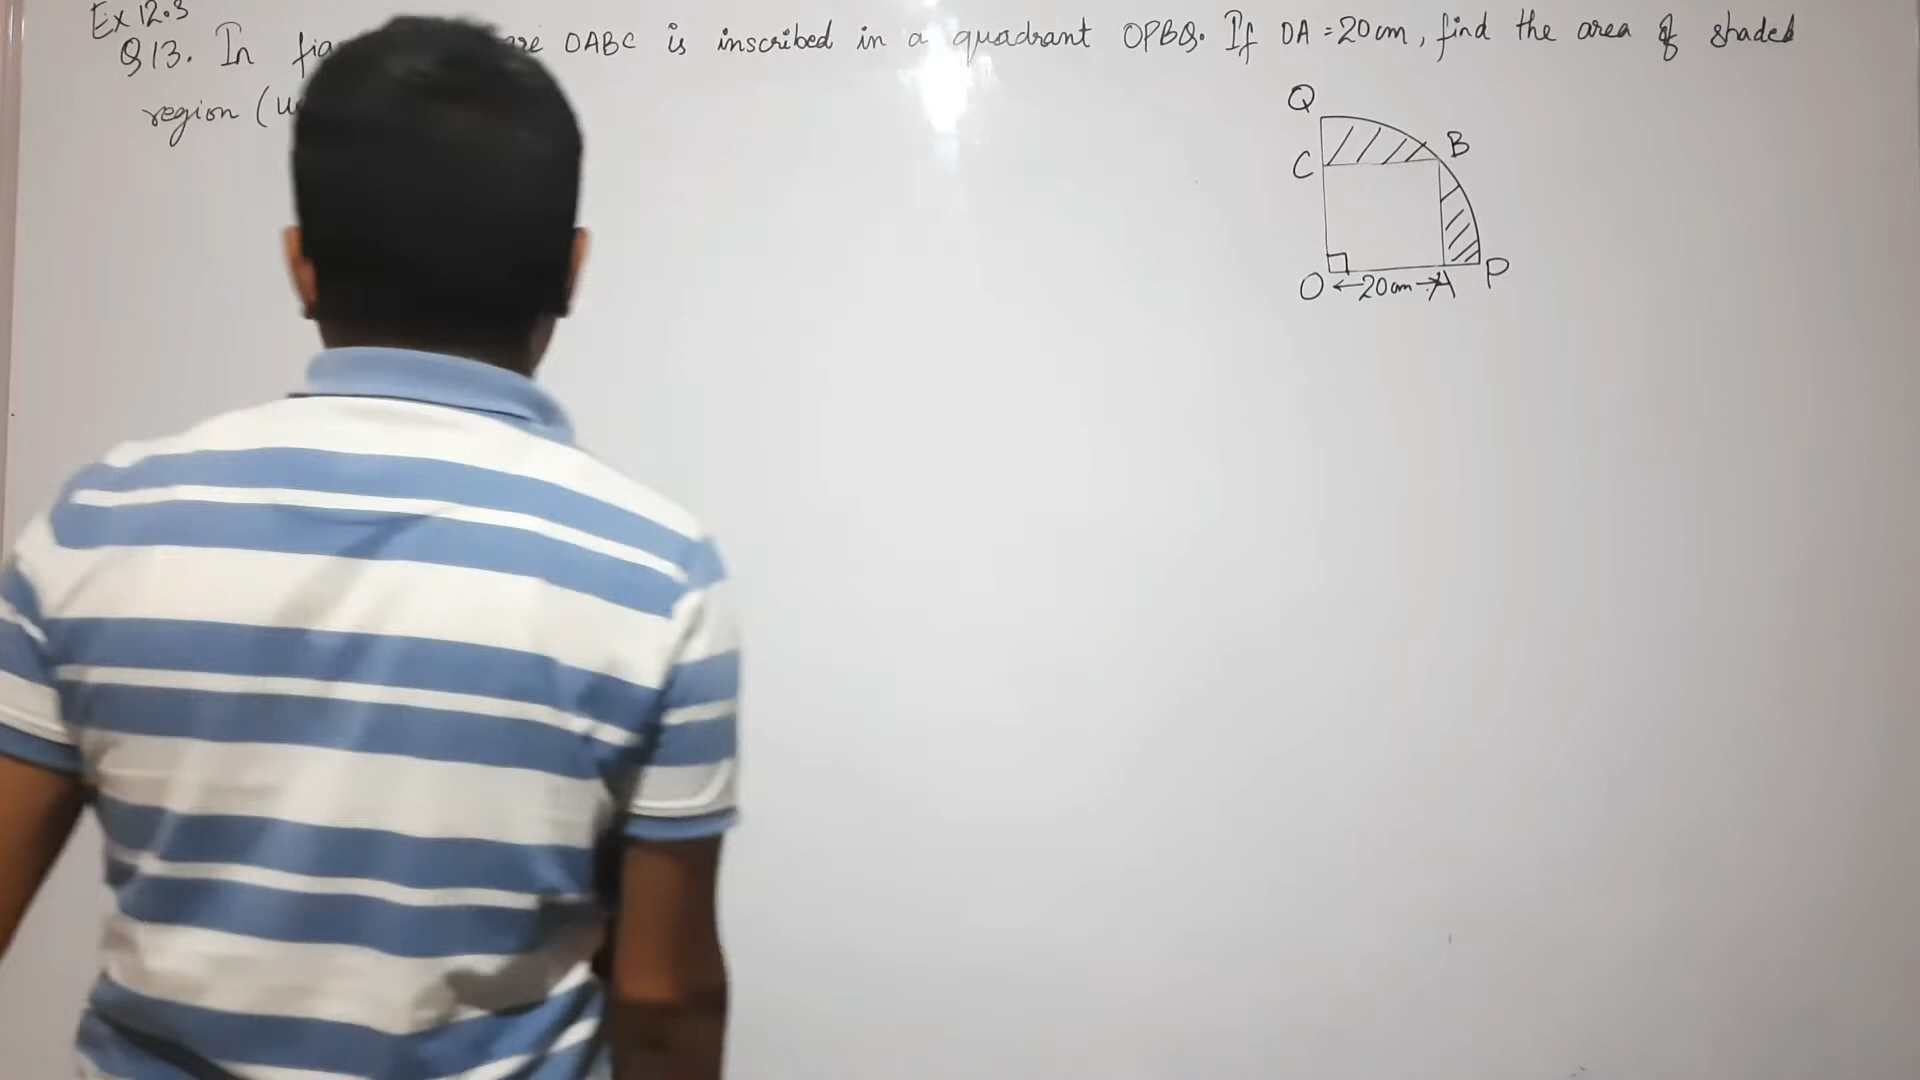 Ex 12.3
Q13. In OABC is inscribed in a quadrant OPBQ. If OA = 20cm, find the area of shaded
region (
Q
C
B
O ←20cm→ A P